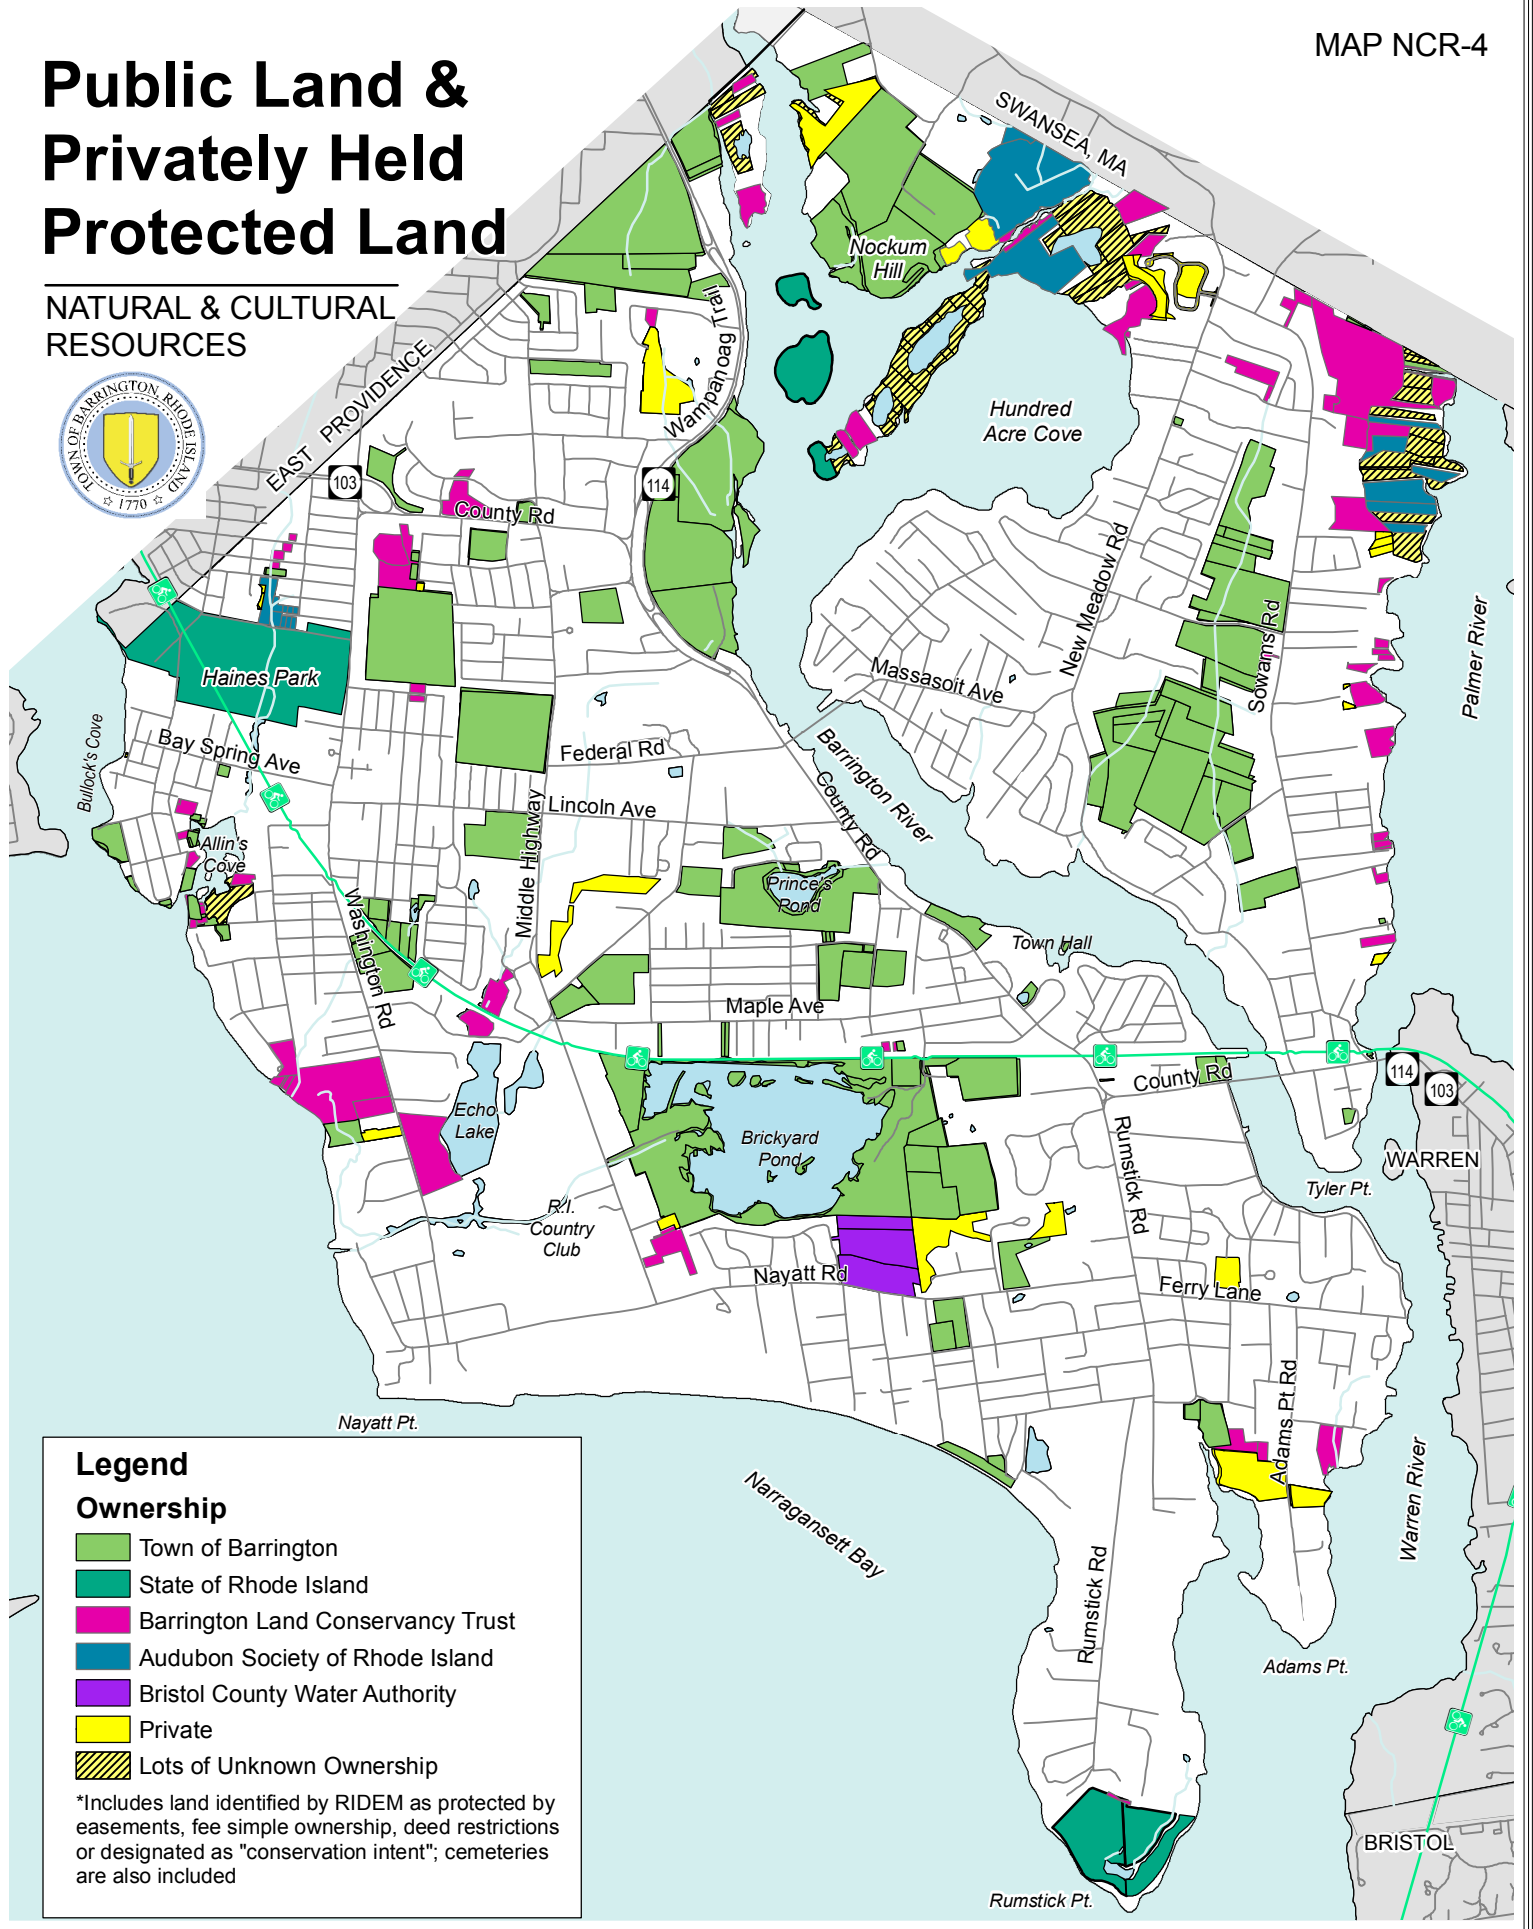 MAP NCR-4
Public Land &
Privately Held
Protected Land
NATURAL & CULTURAL
RESOURCES
TOWN OF BARRINGTON, RHODE ISLAND
1770
SWANSEA, MA
EAST PROVIDENCE
Nockum
Hill
Wampanoag Trail
Hundred
Acre Cove
103
114
County Rd
New Meadow Rd
Sowams Rd
Palmer River
Massasoit Ave
Haines Park
Bullock's Cove
Bay Spring Ave
Federal Rd
Barrington River
Lincoln Ave
County Rd
Middle Highway
Allin's
Cove
Prince's
Pond
Washington Rd
Town Hall
Maple Ave
County Rd
114
103
WARREN
Echo
Lake
Brickyard
Pond
Rumstick Rd
Tyler Pt.
R.I.
Country
Club
Nayatt Rd
Ferry Lane
Adams Pt Rd
Nayatt Pt.
Narragansett Bay
Warren River
Rumstick Rd
Adams Pt.
BRISTOL
Rumstick Pt.
Legend
Ownership
Town of Barrington
State of Rhode Island
Barrington Land Conservancy Trust
Audubon Society of Rhode Island
Bristol County Water Authority
Private
Lots of Unknown Ownership
*Includes land identified by RIDEM as protected by
easements, fee simple ownership, deed restrictions
or designated as "conservation intent"; cemeteries
are also included